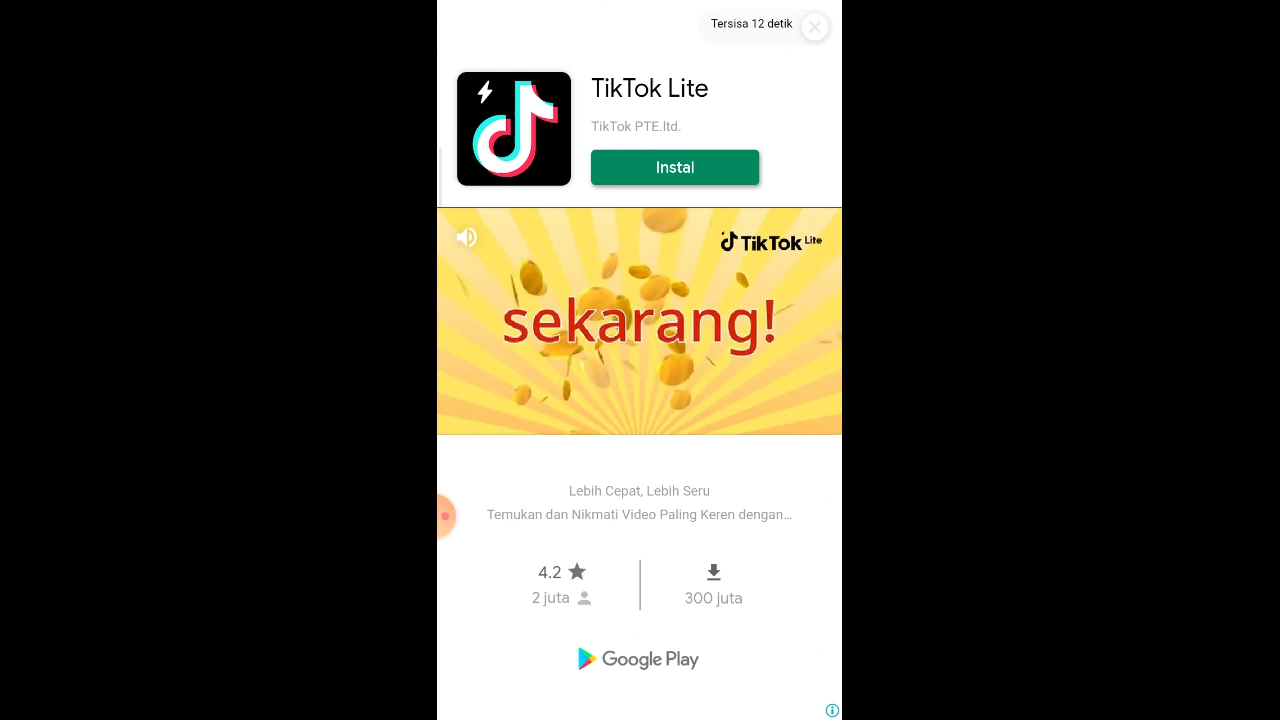 Tersisa 12 detik
TikTok Lite
TikTok PTE.ltd.
Instal
TikTok Lite
sekarang!
Lebih Cepat, Lebih Seru
Temukan dan Nikmati Video Paling Keren dengan...
4.2
2 juta
300 juta
Google Play